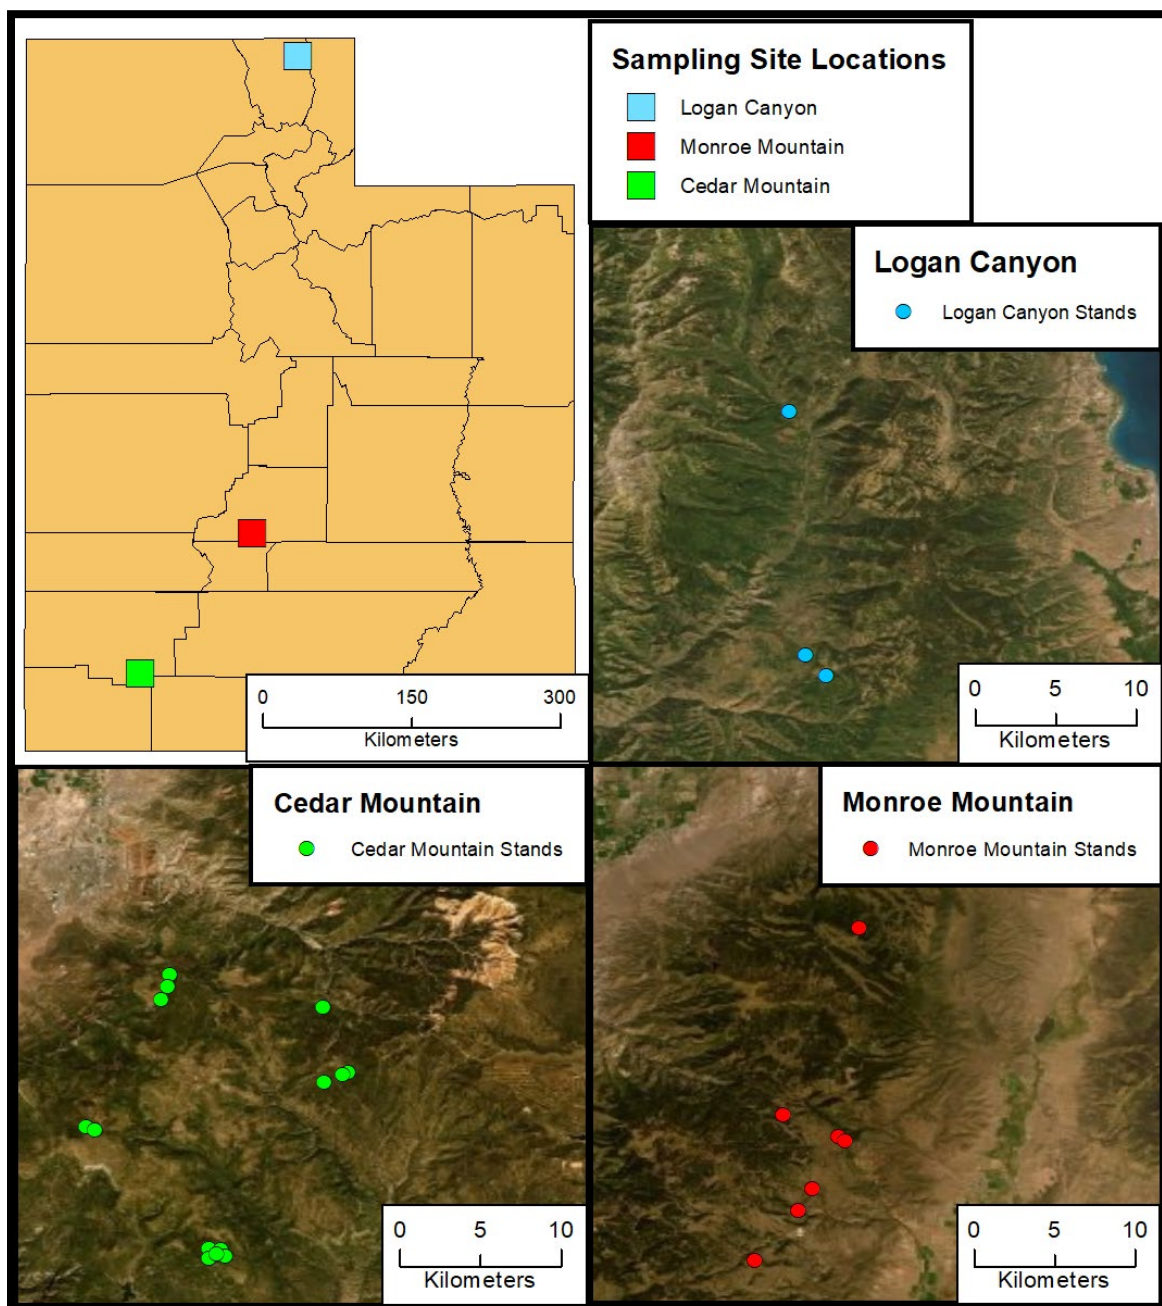 Sampling Site Locations
Logan Canyon
Monroe Mountain
Cedar Mountain
0 150 300
Kilometers
Logan Canyon
Logan Canyon Stands
0 5 10
Kilometers
Cedar Mountain
Cedar Mountain Stands
0 5 10
Kilometers
Monroe Mountain
Monroe Mountain Stands
0 5 10
Kilometers